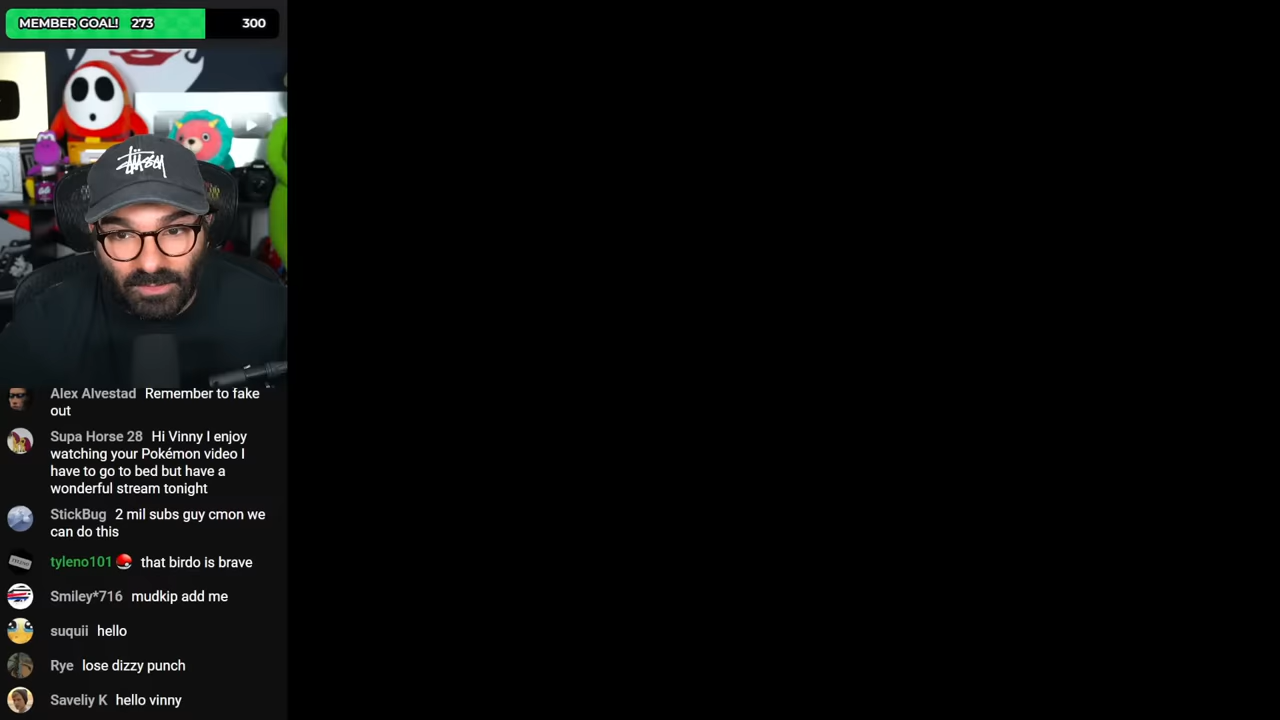 MEMBER GOAL! 273 300
STÜSSY
Alex Alvestad Remember to fake
out
Supa Horse 28 Hi Vinny I enjoy
watching your Pokémon video I
have to go to bed but have a
wonderful stream tonight
StickBug 2 mil subs guy cmon we
can do this
tyleno101 that birdo is brave
Smiley*716 mudkip add me
suquii hello
Rye lose dizzy punch
Saveliy K hello vinny